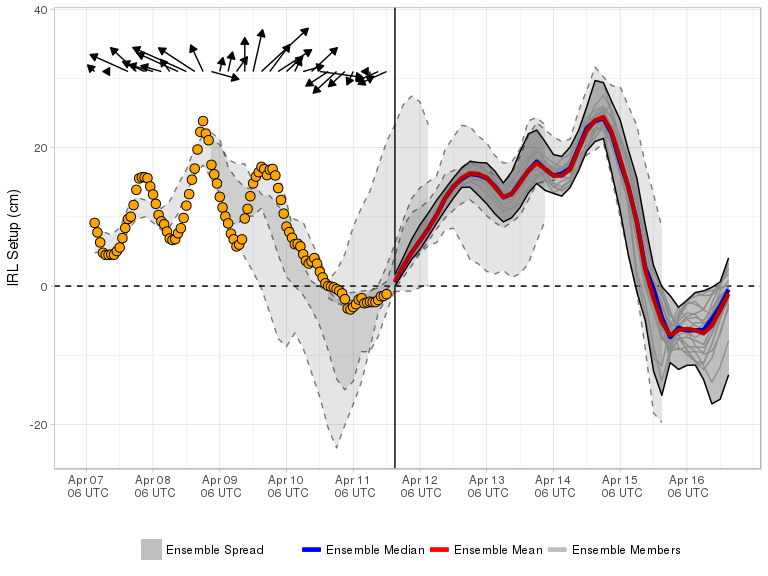 40
20
0
-20
IRL Setup (cm)
Apr 07 Apr 08 Apr 09 Apr 10 Apr 11 Apr 12 Apr 13 Apr 14 Apr 15 Apr 16
06 UTC 06 UTC 06 UTC 06 UTC 06 UTC 06 UTC 06 UTC 06 UTC 06 UTC 06 UTC
Ensemble Spread Ensemble Median Ensemble Mean Ensemble Members